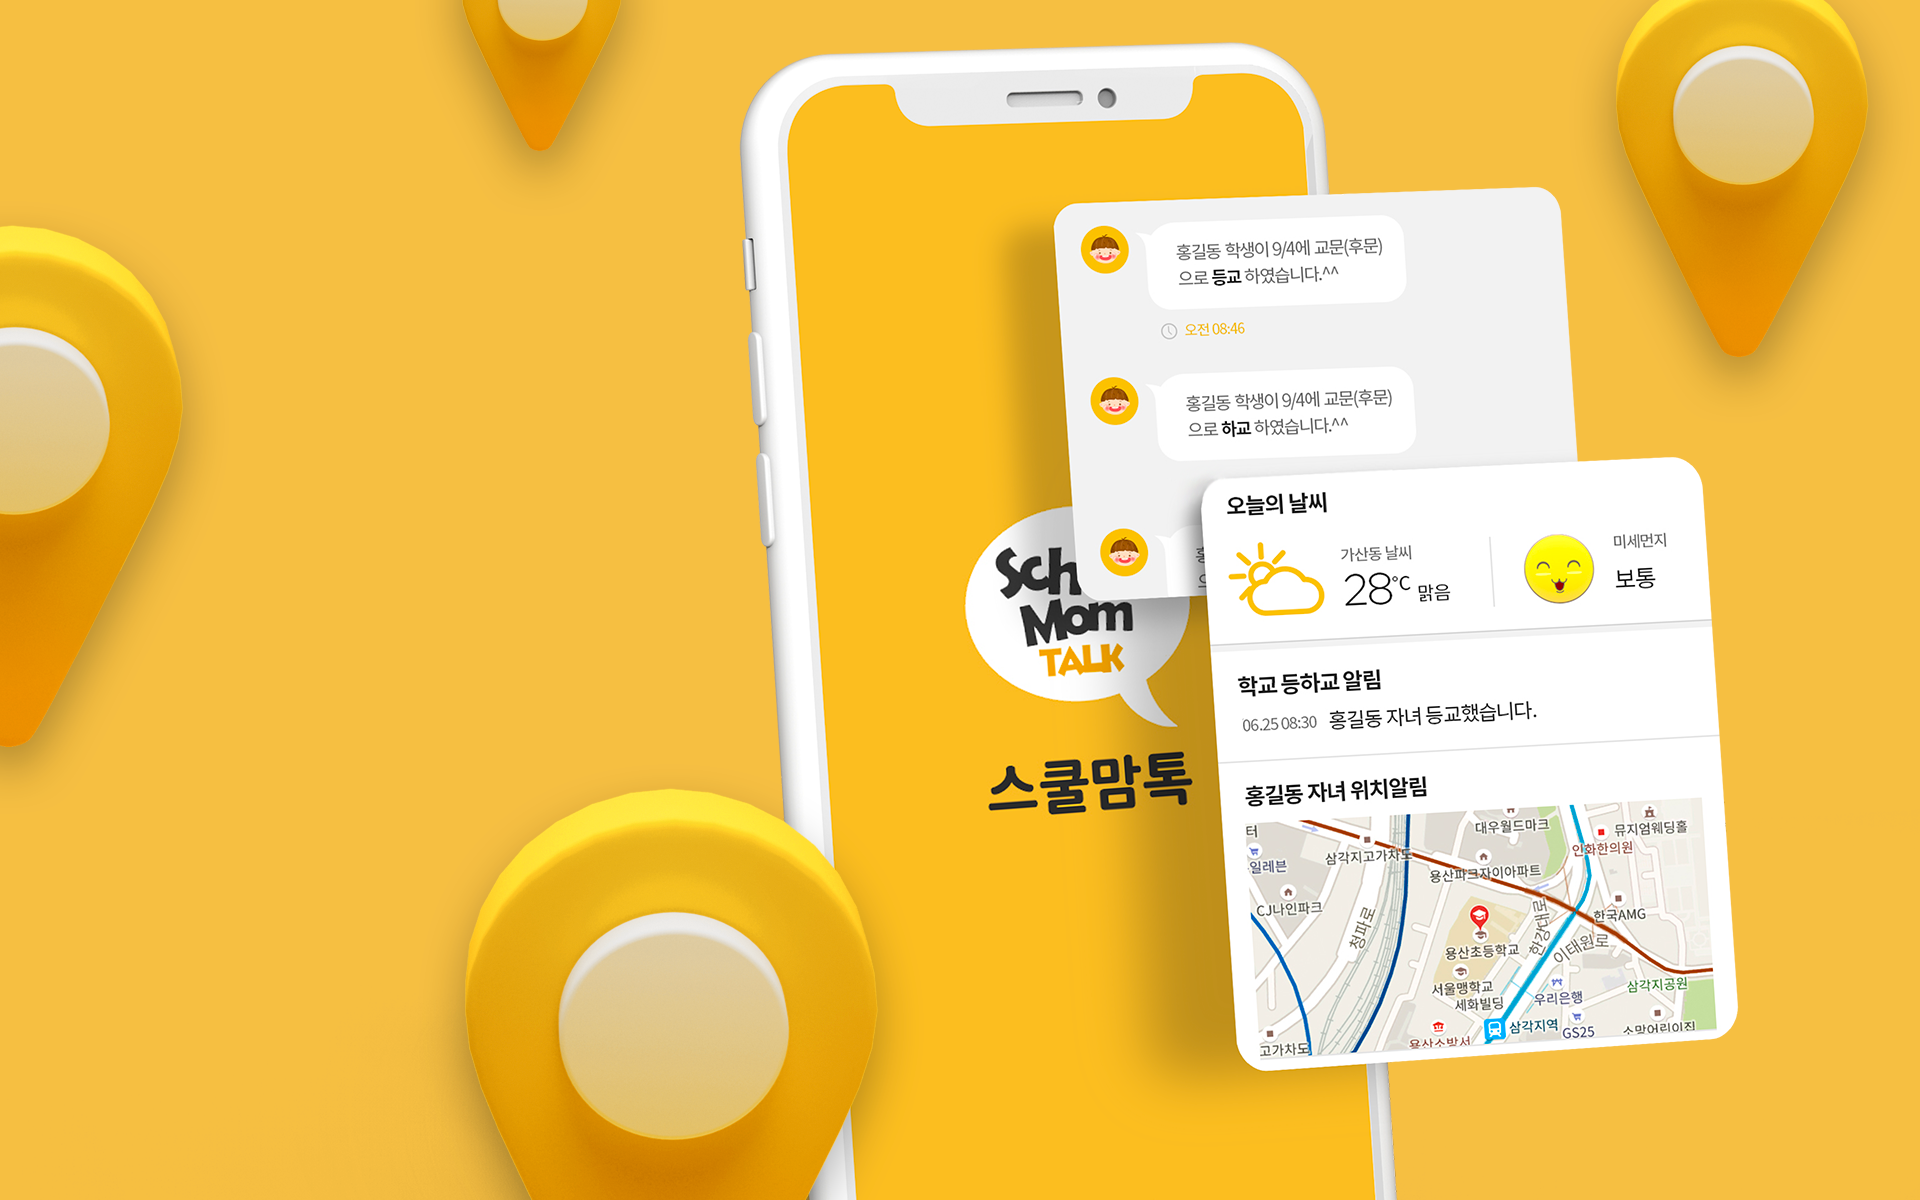 홍길동 학생이 9/4에 교문(후문)
으로 등교 하였습니다.^^
오전 08:46
홍길동 학생이 9/4에 교문(후문)
으로 하교 하였습니다.^^
홍
으
Sch
Mom
TALK
스쿨맘톡
오늘의 날씨
가산동 날씨
28°C 맑음
미세먼지
보통
학교 등하교 알림
06.25 08:30 홍길동 자녀 등교했습니다.
홍길동 자녀 위치알림
터
대우월드마크
뮤지엄웨딩홀
인화한의원
삼각지고가차도
일레븐
용산파크자이아파트
CJ나인파크
한국AMG
청파로
한강대로
이태원로
용산초등학교
서울맹학교
세화빌딩
우리은행
삼각지공원
삼각지역
GS25
소망어린이집
용산소방서
고가차도